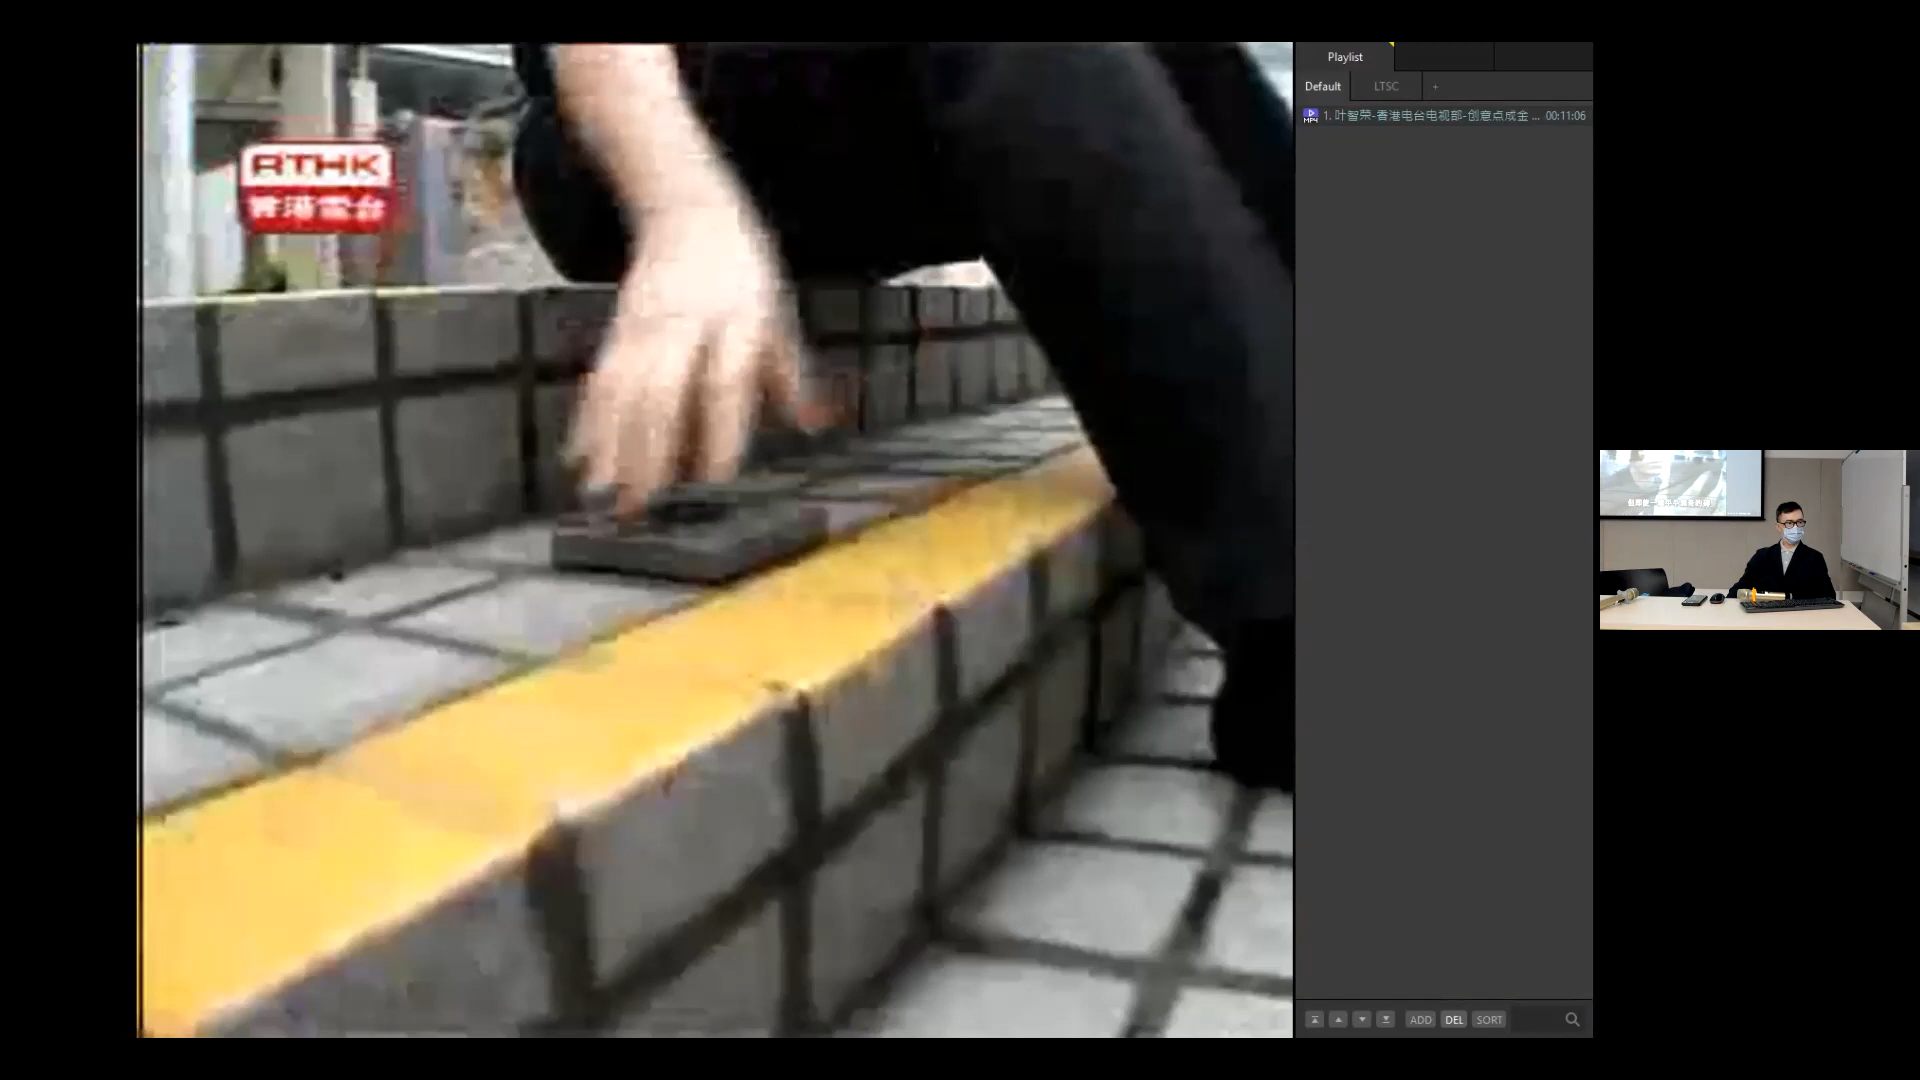 RTHK
香港電台
Playlist
Default
LTSC
+
1. 叶智荣-香港电台电视部-创意点成金 ... 00:11:06
MP4
ADD
DEL
SORT